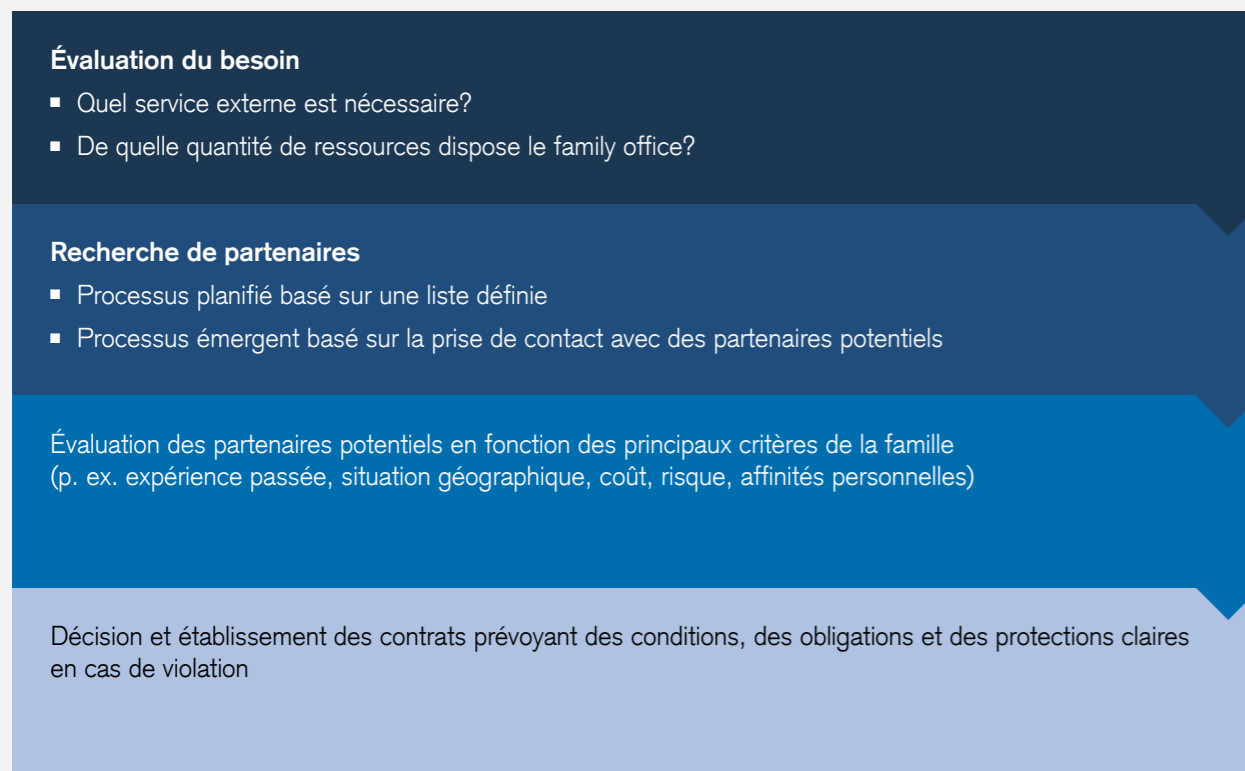 Évaluation du besoin
▪ Quel service externe est nécessaire?
▪ De quelle quantité de ressources dispose le family office?
Recherche de partenaires
▪ Processus planifié basé sur une liste définie
▪ Processus émergent basé sur la prise de contact avec des partenaires potentiels
Évaluation des partenaires potentiels en fonction des principaux critères de la famille
(p. ex. expérience passée, situation géographique, coût, risque, affinités personnelles)
Décision et établissement des contrats prévoyant des conditions, des obligations et des protections claires
en cas de violation